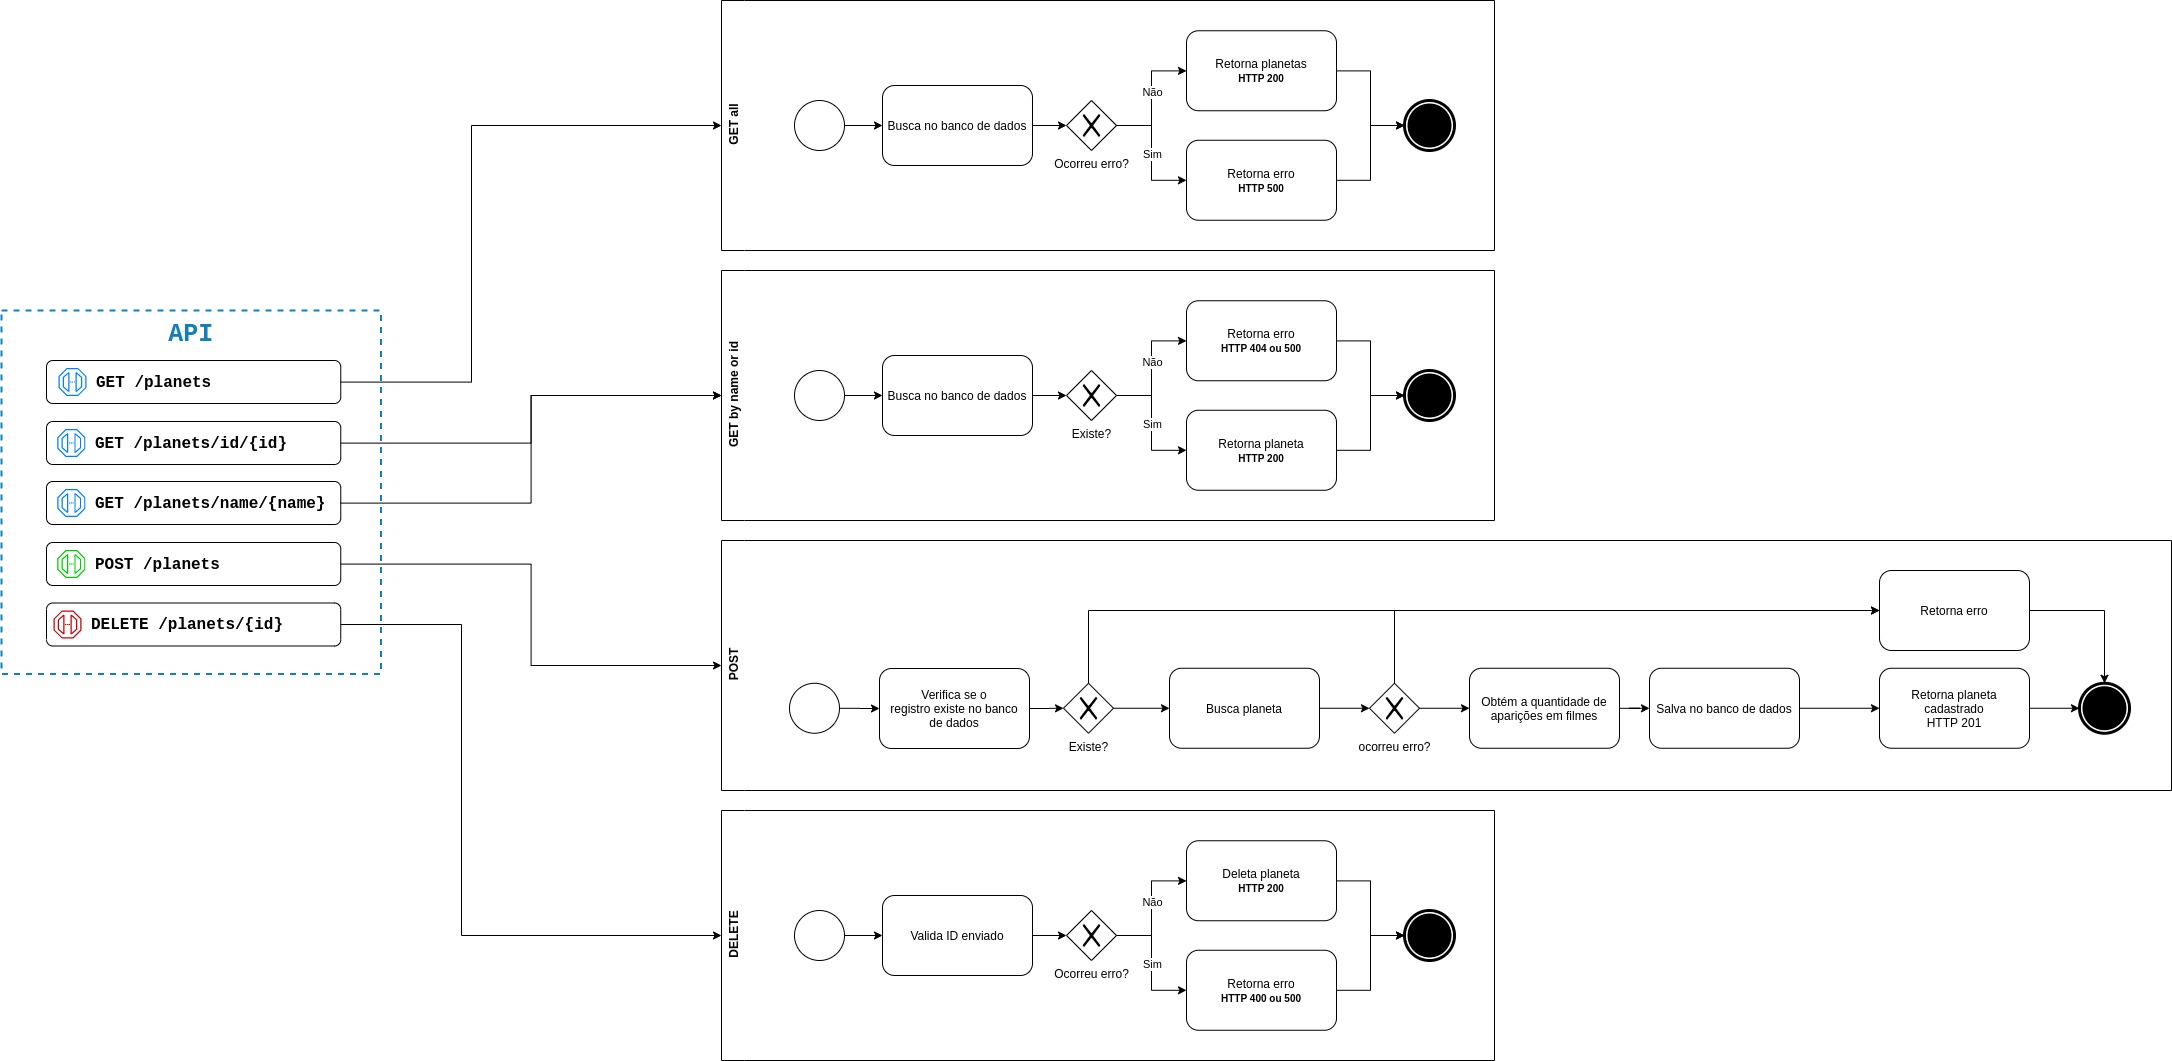 API
GET /planets
GET /planets/id/{id}
GET /planets/name/{name}
POST /planets
DELETE /planets/{id}
GET all
Busca no banco de dados
Ocorreu erro?
Não
Sim
Retorna planetas
HTTP 200
Retorna erro
HTTP 500
GET by name or id
Busca no banco de dados
Existe?
Não
Sim
Retorna erro
HTTP 404 ou 500
Retorna planeta
HTTP 200
POST
Verifica se o
registro existe no banco
de dados
Existe?
Busca planeta
ocorreu erro?
Obtém a quantidade de
aparições em filmes
Salva no banco de dados
Retorna erro
Retorna planeta
cadastrado
HTTP 201
DELETE
Valida ID enviado
Ocorreu erro?
Não
Sim
Deleta planeta
HTTP 200
Retorna erro
HTTP 400 ou 500